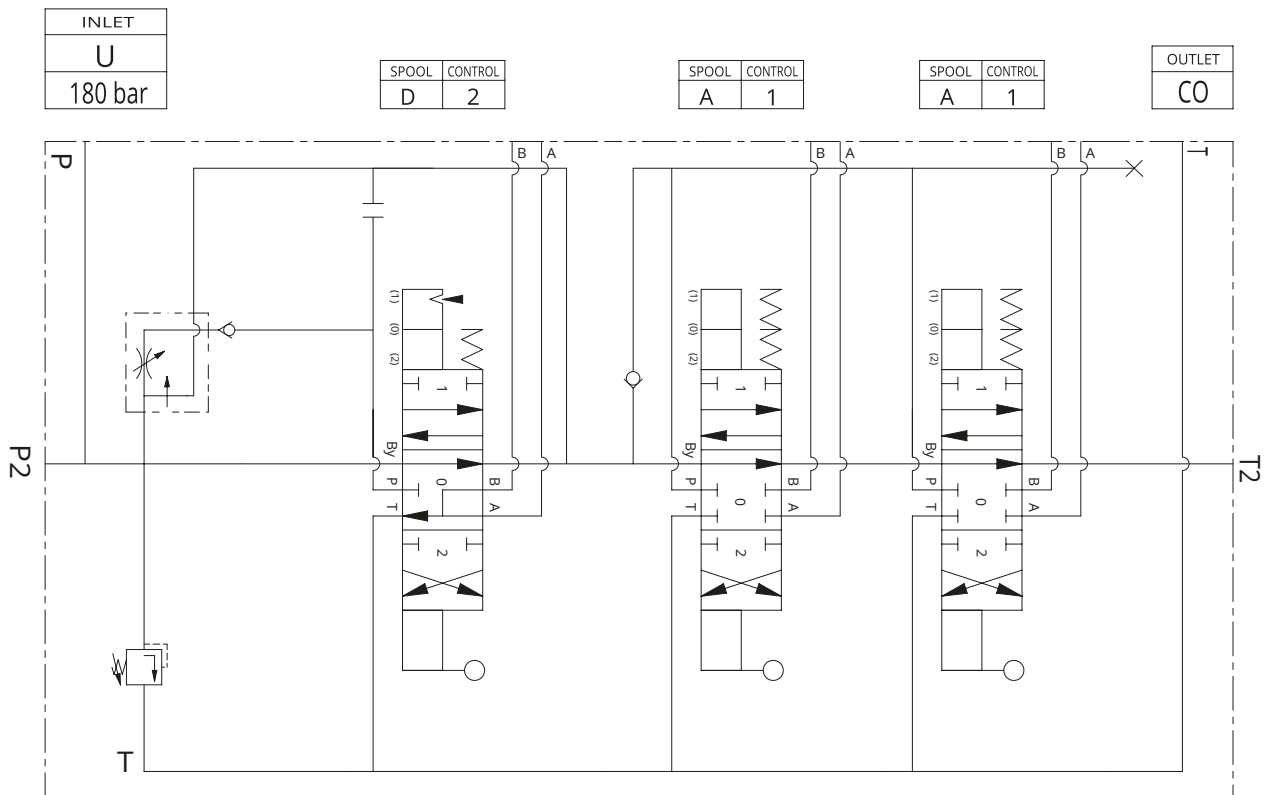 INLET
U
180 bar
SPOOL CONTROL
D 2
SPOOL CONTROL
A 1
SPOOL CONTROL
A 1
OUTLET
CO
P
B A
B A
B A
T
(1)
(0)
(2)
1
By
P
T
0
B
A
2
(1)
(0)
(2)
1
By
P
T
0
B
A
2
(1)
(0)
(2)
1
By
P
T
0
B
A
2
P2
T2
T